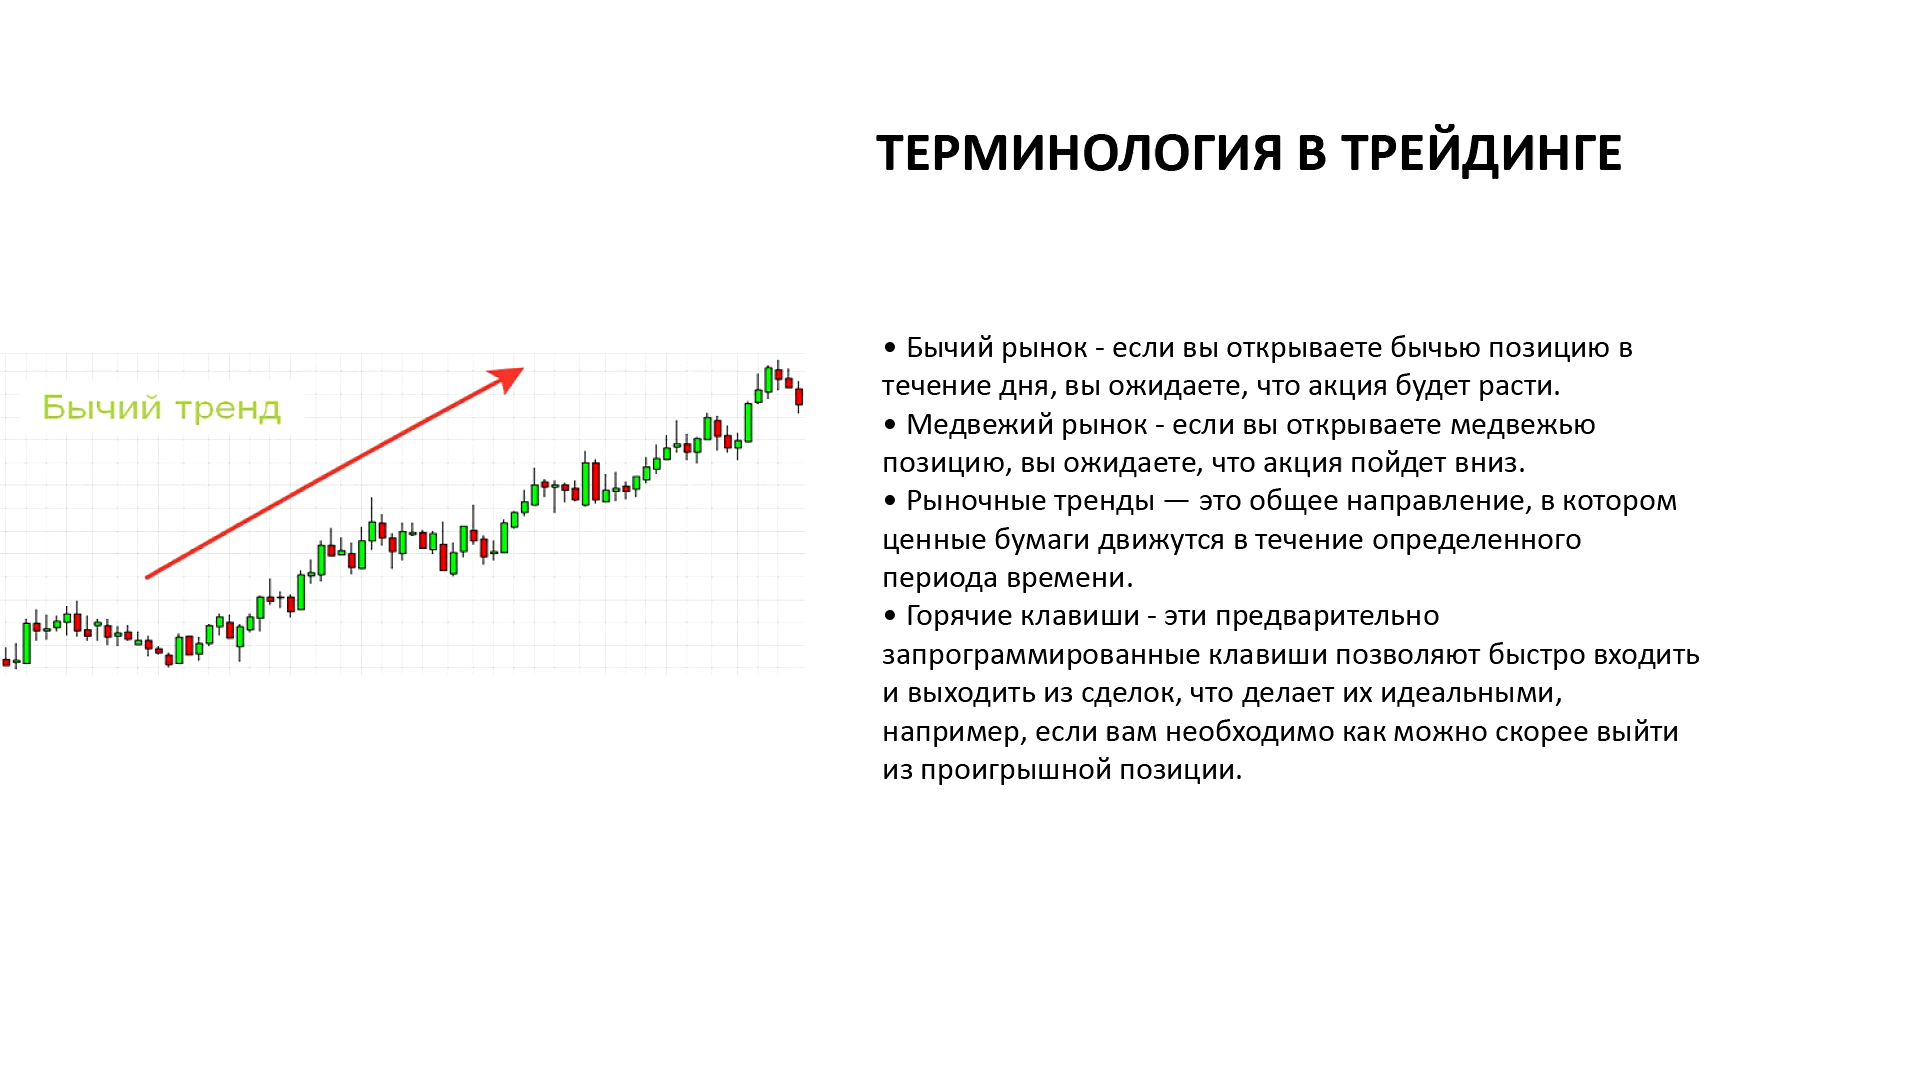 ТЕРМИНОЛОГИЯ В ТРЕЙДИНГЕ
Бычий тренд
• Бычий рынок - если вы открываете бычью позицию в
течение дня, вы ожидаете, что акция будет расти.
• Медвежий рынок - если вы открываете медвежью
позицию, вы ожидаете, что акция пойдет вниз.
• Рыночные тренды — это общее направление, в котором
ценные бумаги движутся в течение определенного
периода времени.
• Горячие клавиши - эти предварительно
запрограммированные клавиши позволяют быстро входить
и выходить из сделок, что делает их идеальными,
например, если вам необходимо как можно скорее выйти
из проигрышной позиции.